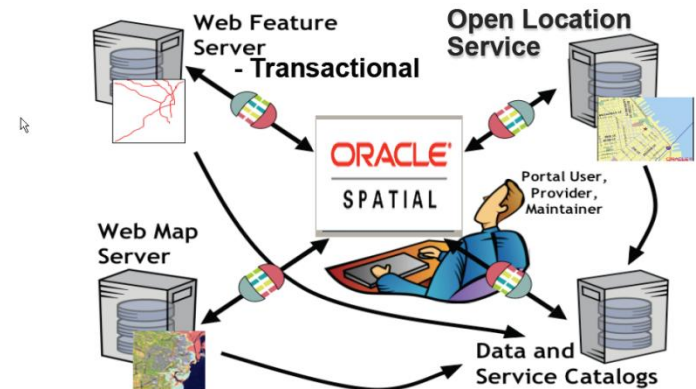 Web Feature
Server
- Transactional
Open Location
Service
ORACLE
SPATIAL
Portal User,
Provider,
Maintainer
Web Map
Server
Data and
Service Catalogs